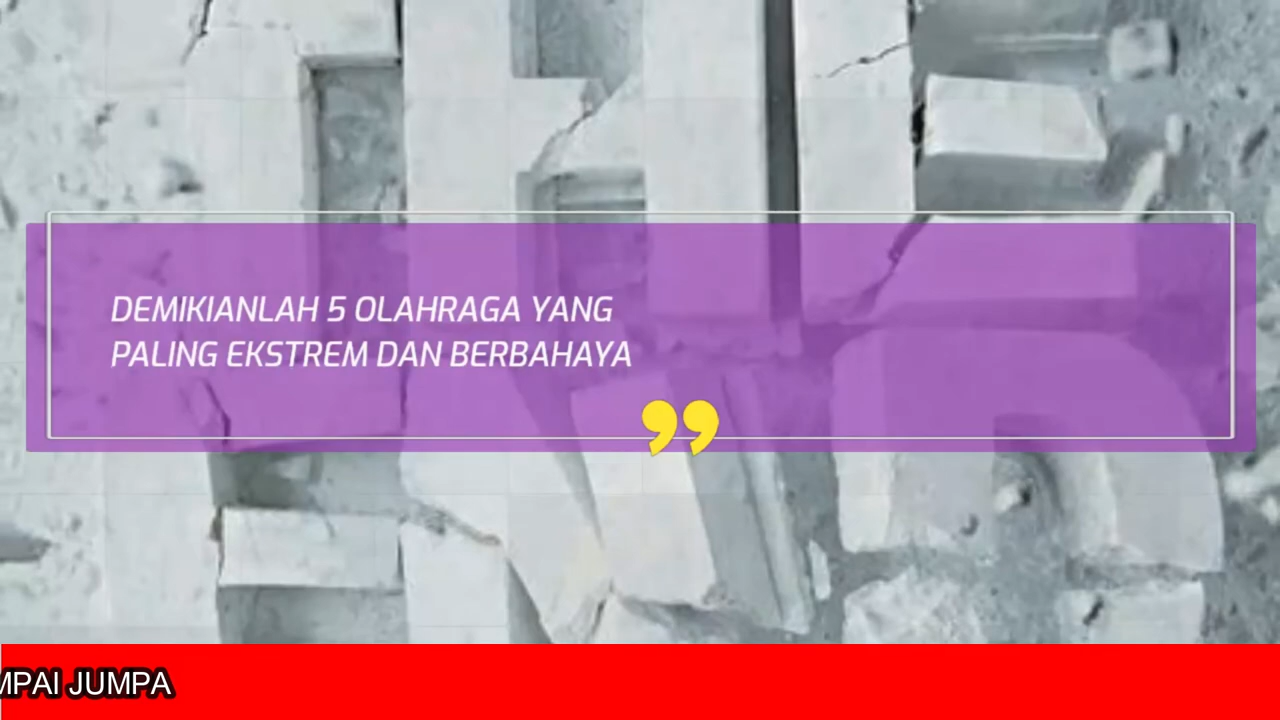 DEMIKIANLAH 5 OLAHRAGA YANG
PALING EKSTREM DAN BERBAHAYA
”
MPAI JUMPA